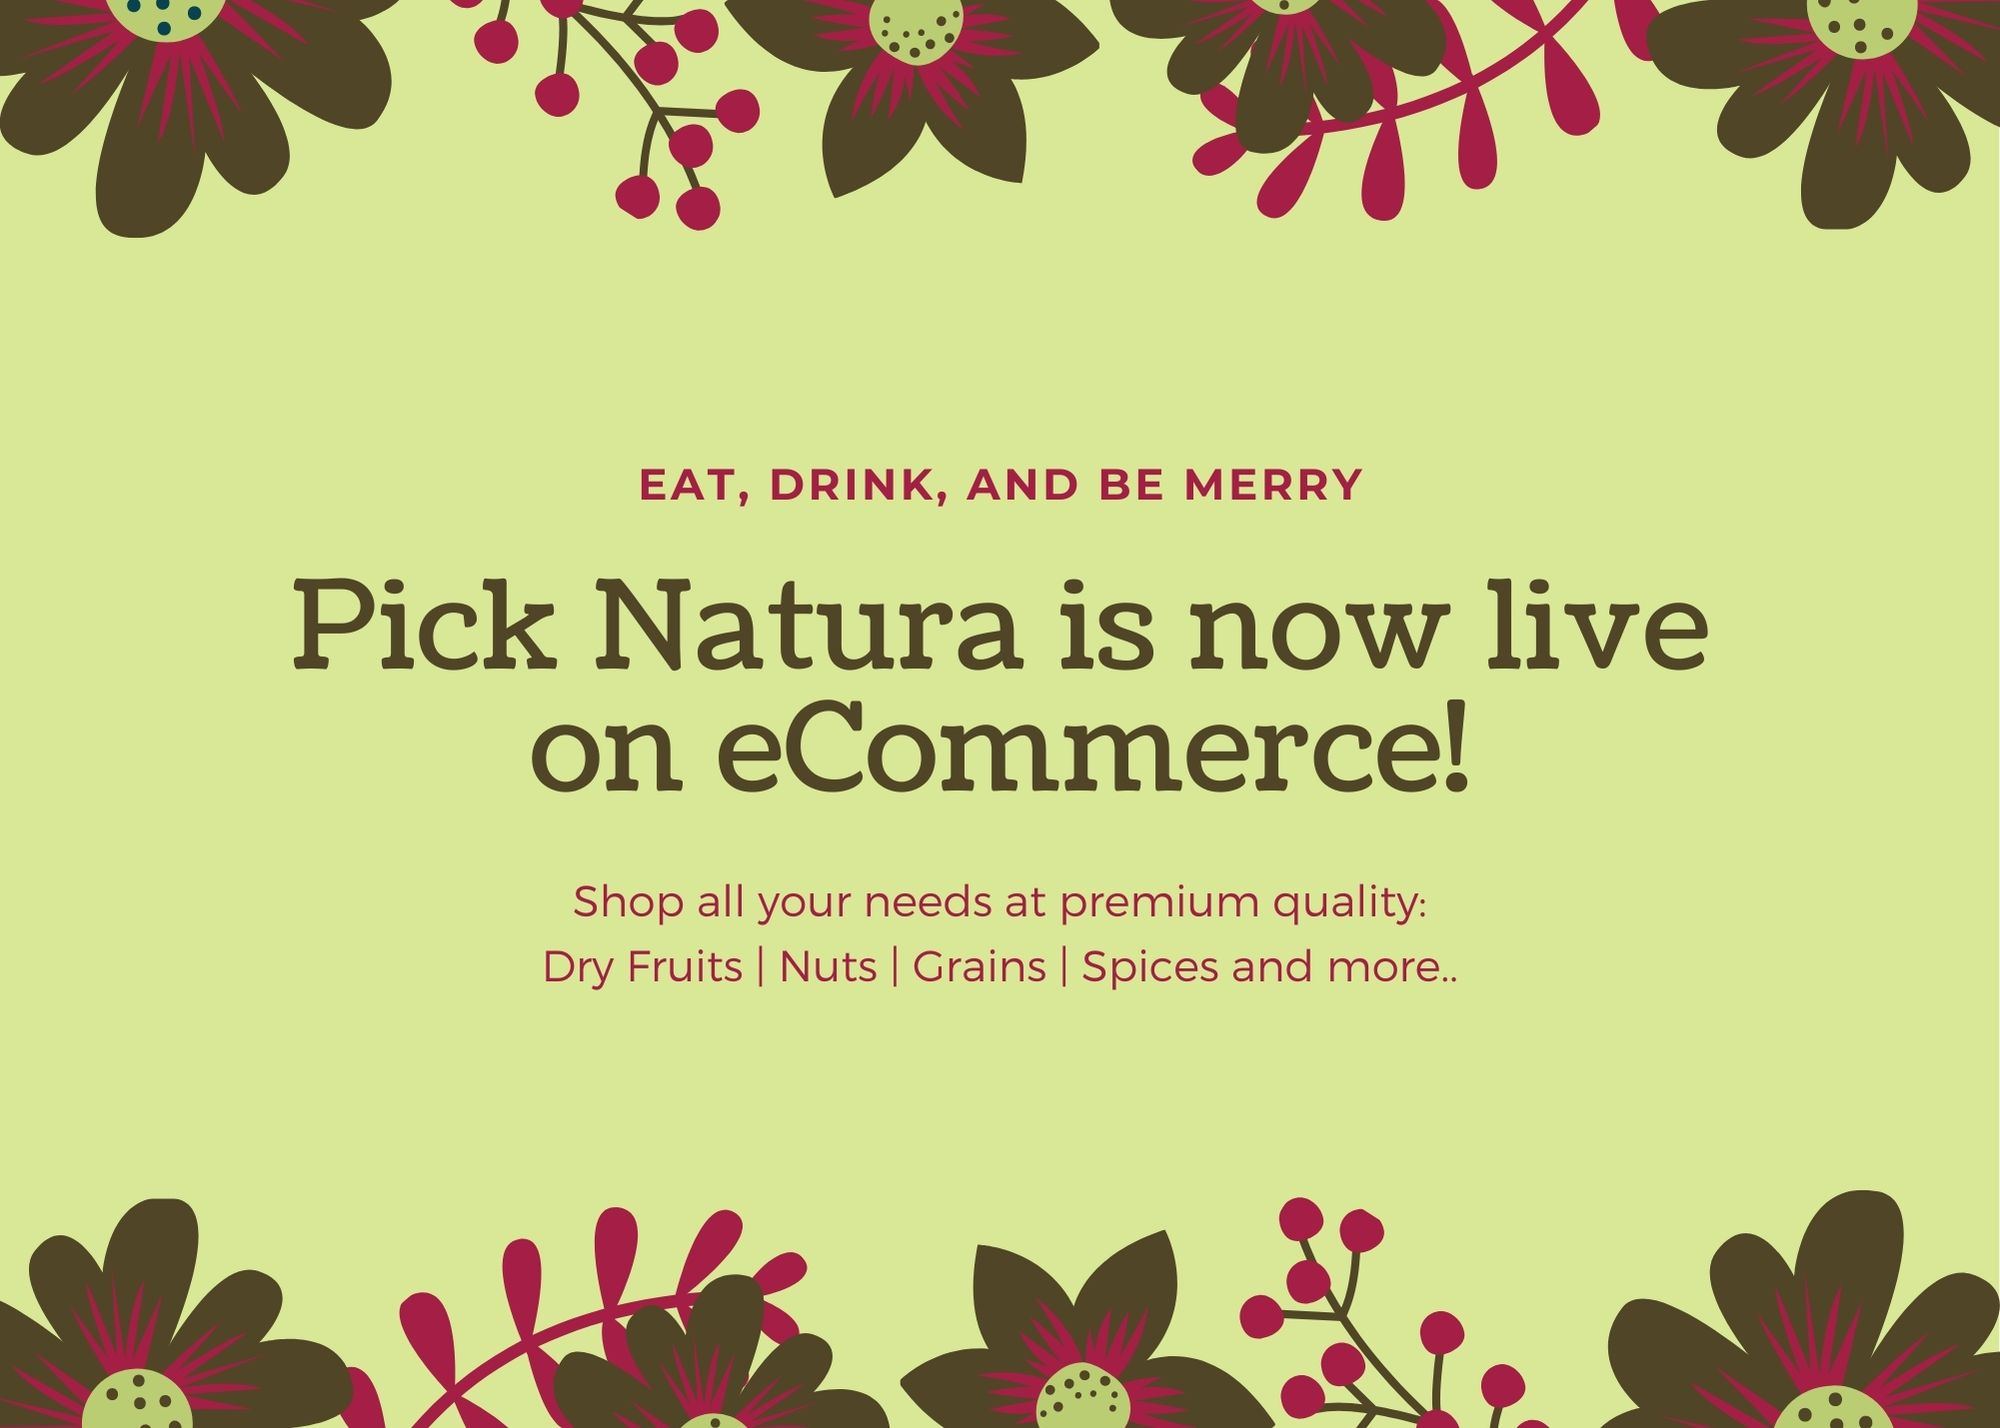 EAT, DRINK, AND BE MERRY
Pick Natura is now live
on eCommerce!
Shop all your needs at premium quality:
Dry Fruits | Nuts | Grains | Spices and more..